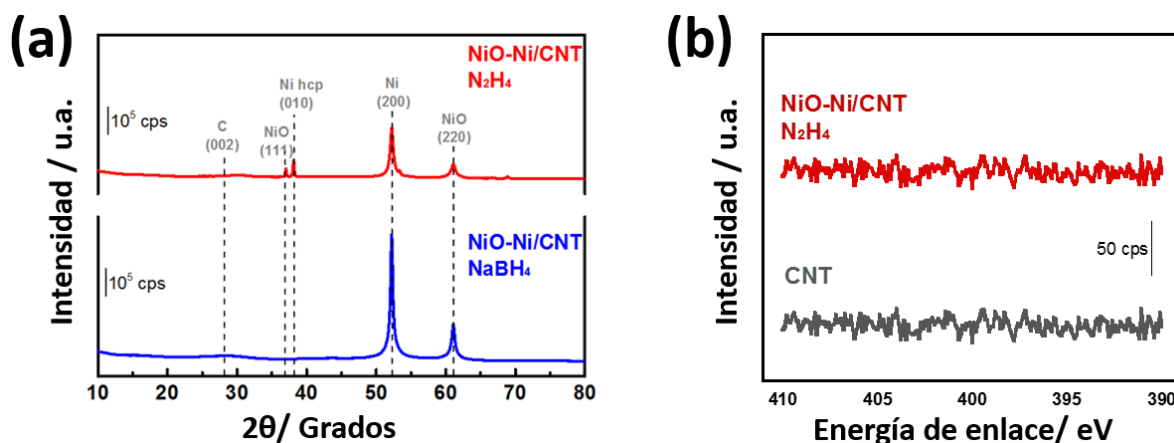 (a)
Intensidad / u.a.
NiO-Ni/CNT
N₂H₄
10⁵ cps
C
(002)
NiO
(111)
Ni hcp
(010)
Ni
(200)
NiO
(220)
NiO-Ni/CNT
NaBH₄
10⁵ cps
10 20 30 40 50 60 70 80
2θ/ Grados
(b)
Intensidad / u.a.
NiO-Ni/CNT
N₂H₄
50 cps
CNT
410 405 400 395 390
Energía de enlace/ eV